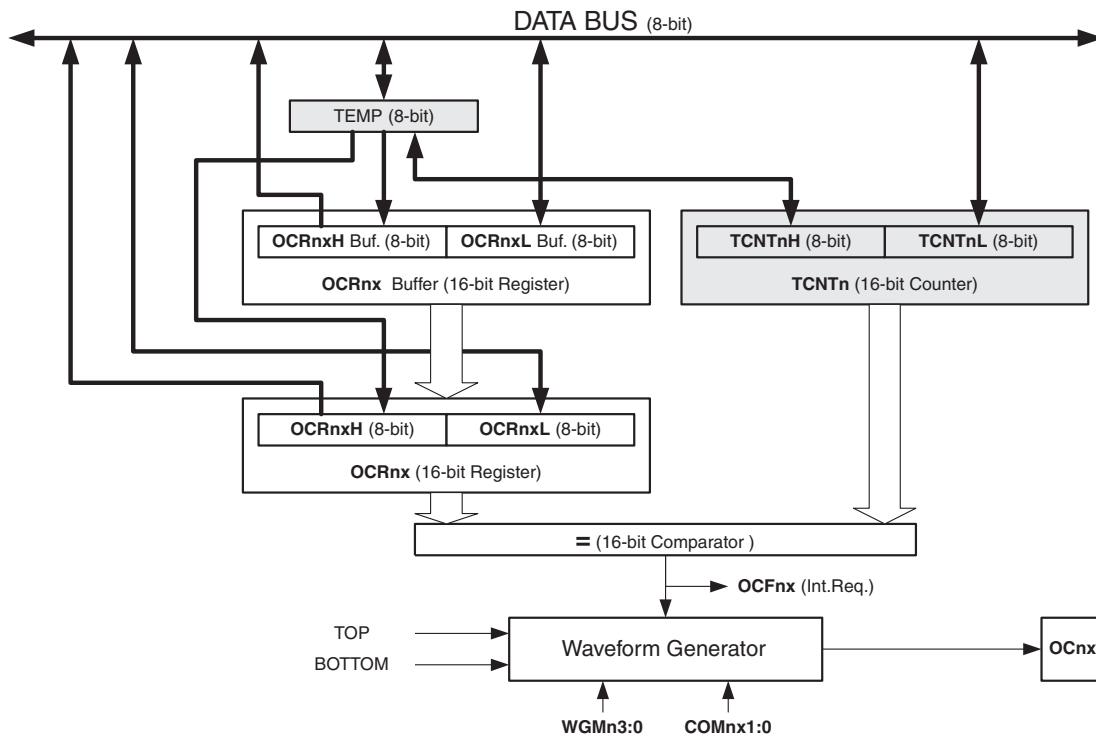 DATA BUS (8-bit)
TEMP (8-bit)
OCRnxH Buf. (8-bit) OCRnxL Buf. (8-bit)
OCRnx Buffer (16-bit Register)
TCNTnH (8-bit) TCNTnL (8-bit)
TCNTn (16-bit Counter)
OCRnxH (8-bit) OCRnxL (8-bit)
OCRnx (16-bit Register)
= (16-bit Comparator )
OCFnx (Int.Req.)
TOP
BOTTOM
Waveform Generator
OCnx
WGMn3:0 COMnx1:0